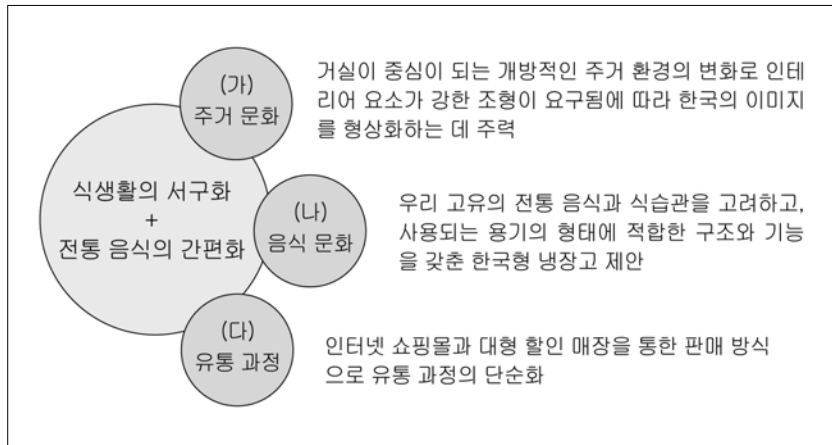 (가)
주거 문화
거실이 중심이 되는 개방적인 주거 환경의 변화로 인테
리어 요소가 강한 조형이 요구됨에 따라 한국의 이미지
를 형상화하는 데 주력
식생활의 서구화
+
전통 음식의 간편화
(나)
음식 문화
우리 고유의 전통 음식과 식습관을 고려하고,
사용되는 용기의 형태에 적합한 구조와 기능
을 갖춘 한국형 냉장고 제안
(다)
유통 과정
인터넷 쇼핑몰과 대형 할인 매장을 통한 판매 방식
으로 유통 과정의 단순화